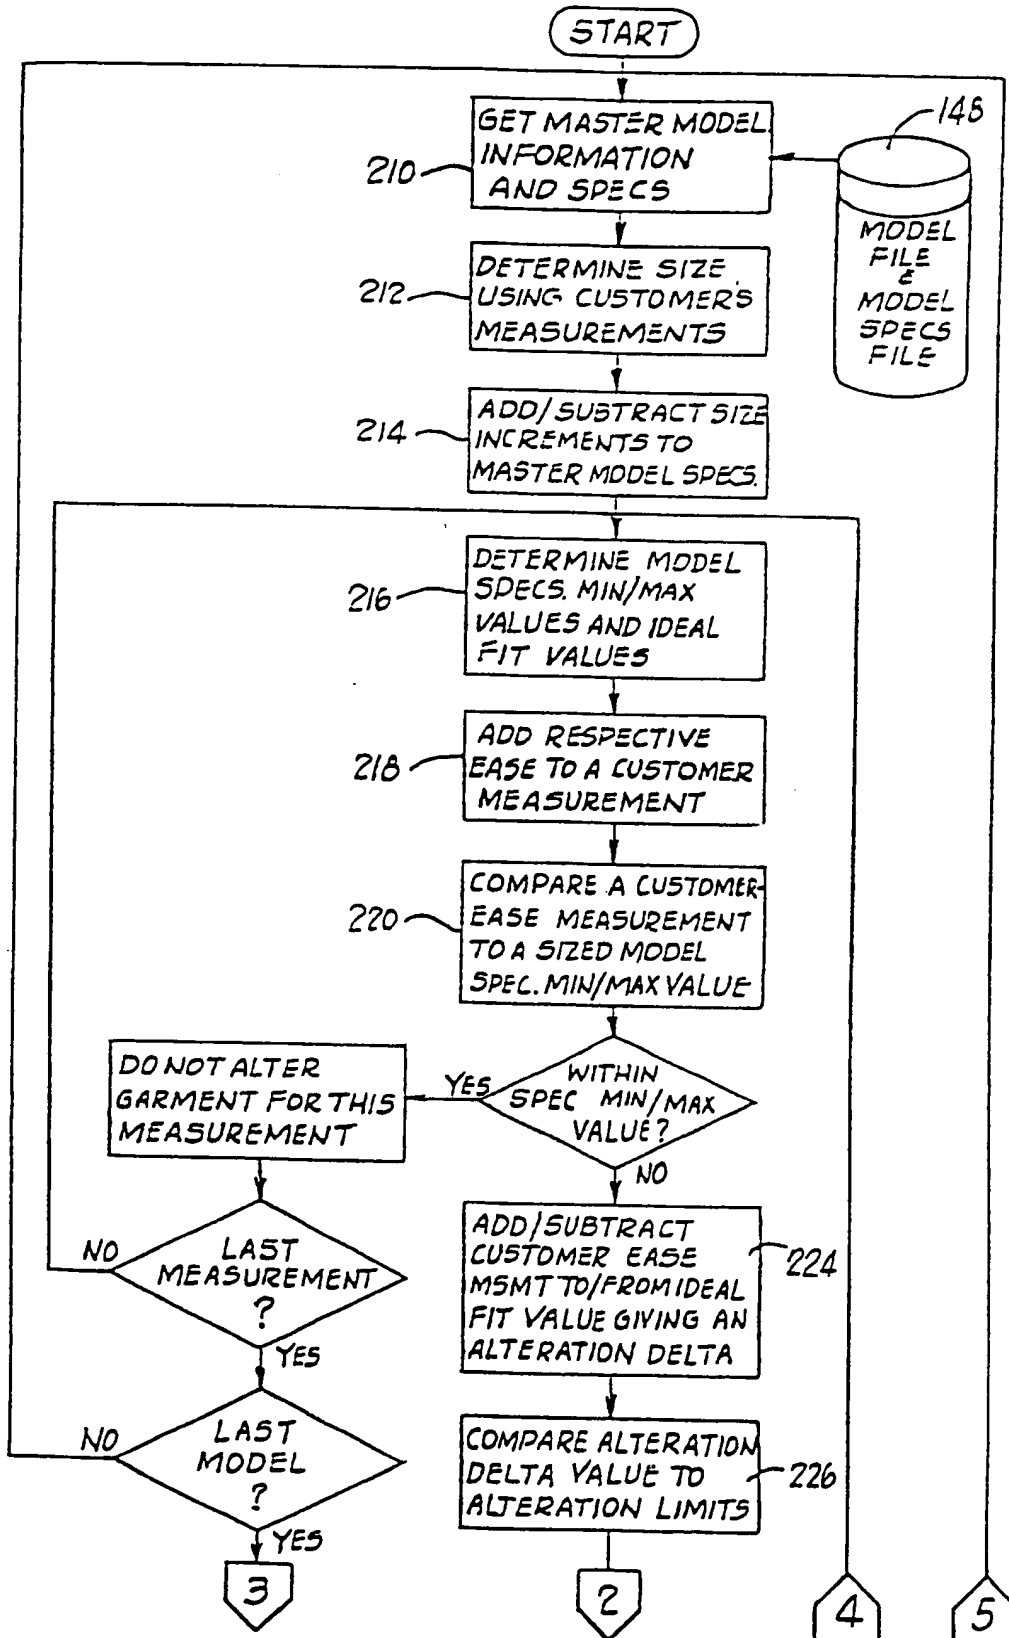 START
GET MASTER MODEL
INFORMATION
AND SPECS
210
148
MODEL
FILE
&
MODEL
SPECS
FILE
DETERMINE SIZE
USING CUSTOMER'S
MEASUREMENTS
212
ADD/SUBTRACT SIZE
INCREMENTS TO
MASTER MODEL SPECS.
214
DETERMINE MODEL
SPECS. MIN/MAX
VALUES AND IDEAL
FIT VALUES
216
ADD RESPECTIVE
EASE TO A CUSTOMER
MEASUREMENT
218
COMPARE A CUSTOMER-
EASE MEASUREMENT
TO A SIZED MODEL
SPEC. MIN/MAX VALUE
220
WITHIN
SPEC MIN/MAX
VALUE?
YES
NO
DO NOT ALTER
GARMENT FOR THIS
MEASUREMENT
LAST
MEASUREMENT
?
NO
YES
LAST
MODEL
?
NO
YES
3
ADD/SUBTRACT
CUSTOMER EASE
MSMT TO/FROM IDEAL
FIT VALUE GIVING AN
ALTERATION DELTA
224
COMPARE ALTERATION
DELTA VALUE TO
ALTERATION LIMITS
226
2
4
5